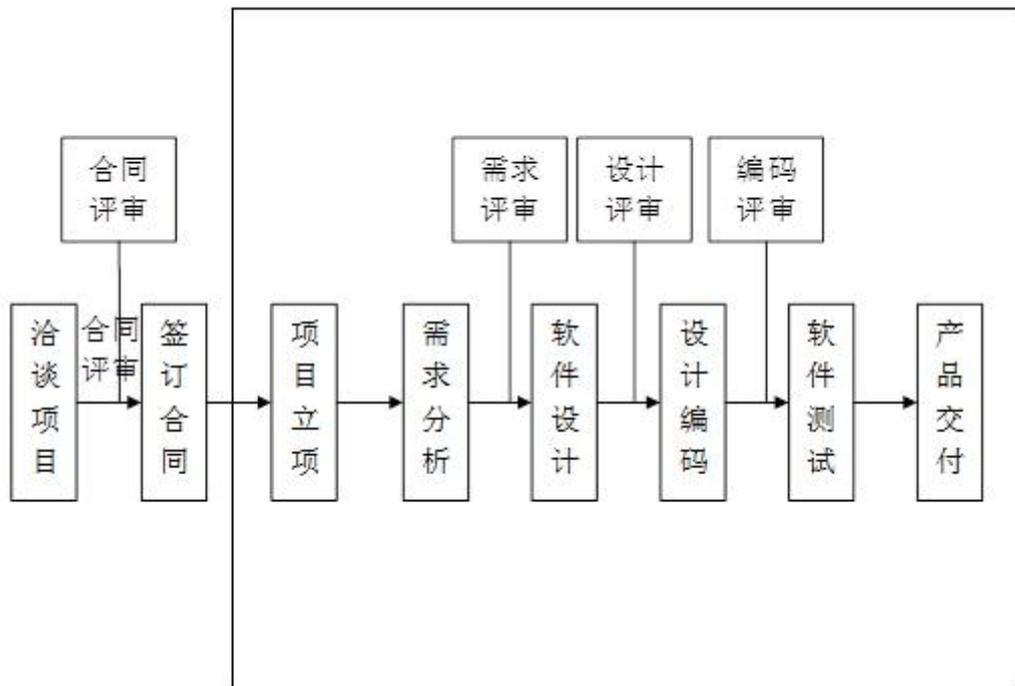 合同
评审
需求
评审
设计
评审
编码
评审
洽谈项目
合同
评审
签订合同
项目立项
需求分析
软件设计
设计编码
软件测试
产品交付